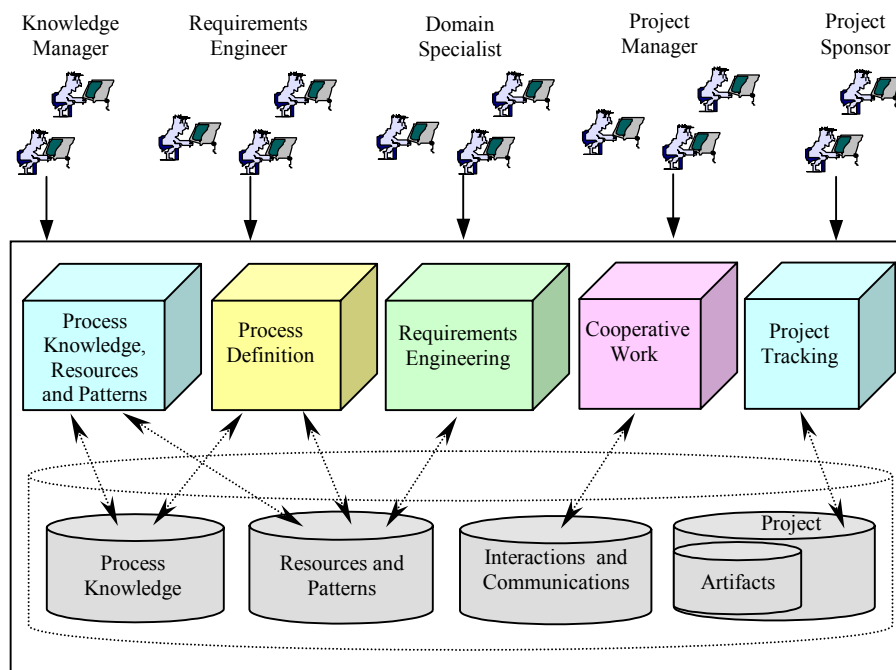 Knowledge
Manager
Requirements
Engineer
Domain
Specialist
Project
Manager
Project
Sponsor
Process
Knowledge,
Resources
and Patterns
Process
Definition
Requirements
Engineering
Cooperative
Work
Project
Tracking
Process
Knowledge
Resources and
Patterns
Interactions and
Communications
Project
Artifacts